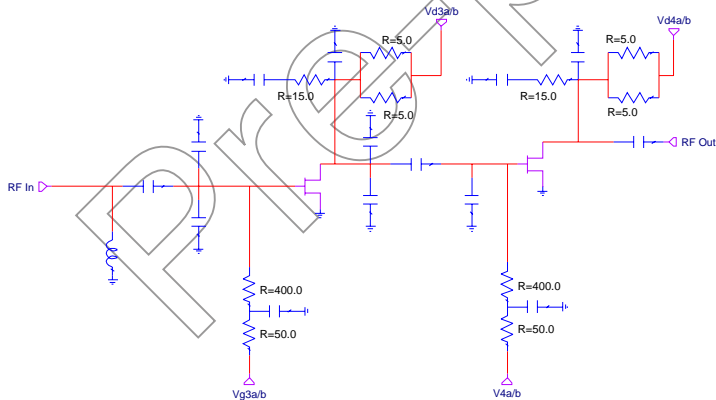 Vd3a/b
Vd4a/b
R=5.0
R=5.0
R=15.0
R=5.0
R=15.0
R=5.0
RF Out
RF In
R=400.0
R=400.0
R=50.0
R=50.0
Vg3a/b
V4a/b